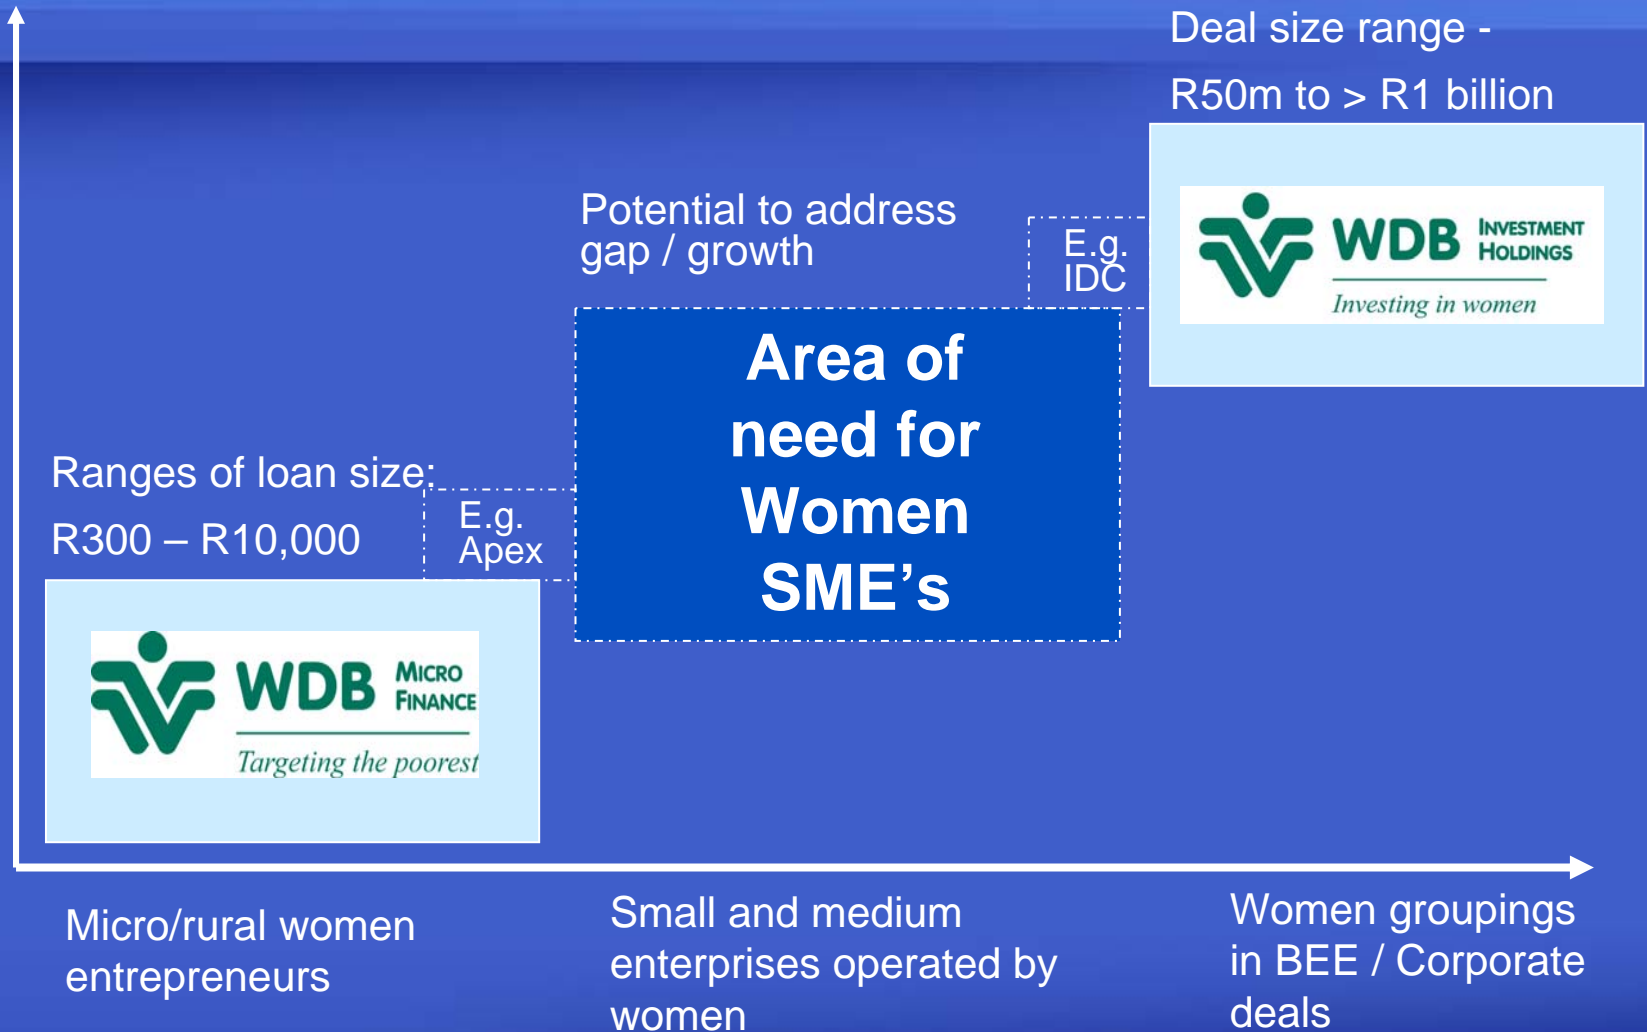 Deal size range -
R50m to > R1 billion
WDB INVESTMENT
HOLDINGS
Investing in women
Potential to address
gap / growth
E.g.
IDC
Area of
need for
Women
SME’s
Ranges of loan size:
R300 – R10,000
E.g.
Apex
WDB MICRO
FINANCE
Targeting the poorest
Micro/rural women
entrepreneurs
Small and medium
enterprises operated by
women
Women groupings
in BEE / Corporate
deals